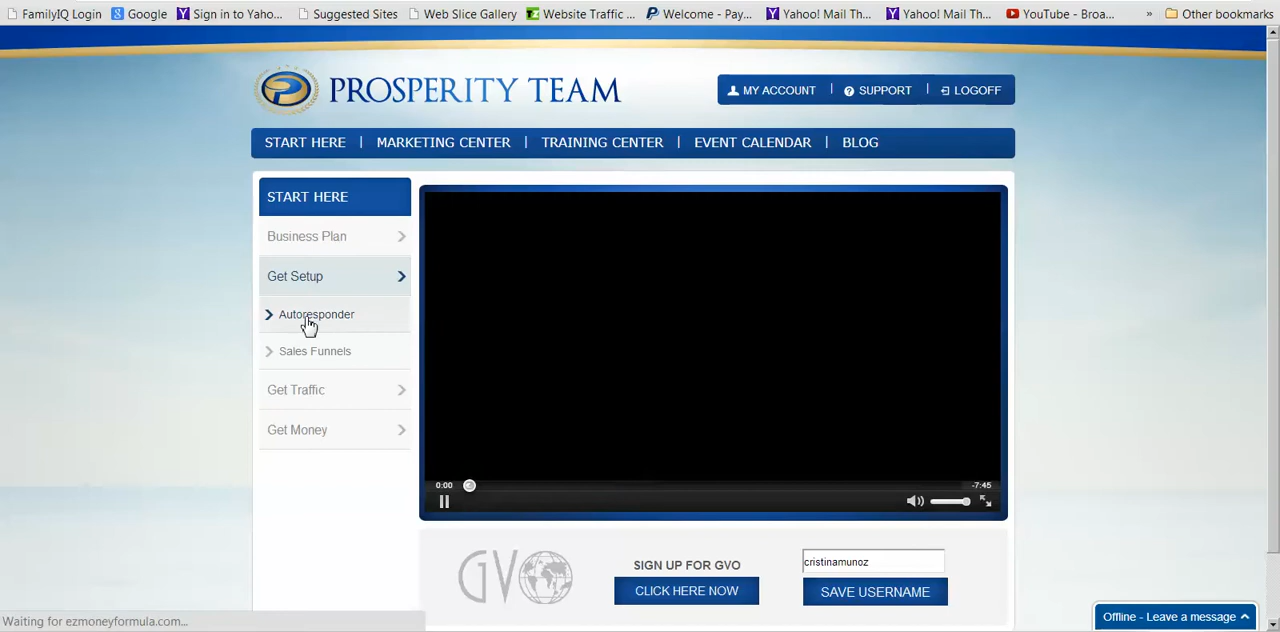 FamilyIQ Login Google Sign in to Yaho... Suggested Sites Web Slice Gallery Website Traffic ... Welcome - Pay... Yahoo! Mail Th... Yahoo! Mail Th... YouTube - Broa... » Other bookmarks
P PROSPERITY TEAM
MY ACCOUNT | ? SUPPORT | LOGOFF
START HERE | MARKETING CENTER | TRAINING CENTER | EVENT CALENDAR | BLOG
START HERE
Business Plan
Get Setup
Autoresponder
Sales Funnels
Get Traffic
Get Money
0:00 -7:45
GVO
SIGN UP FOR GVO
CLICK HERE NOW
cristinamunoz
SAVE USERNAME
Waiting for ezmoneyformula.com...
Offline - Leave a message